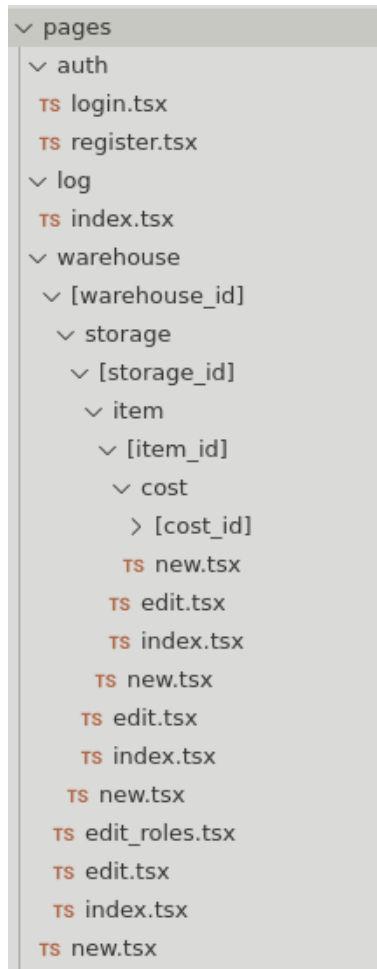 pages
auth
TS login.tsx
TS register.tsx
log
TS index.tsx
warehouse
[warehouse_id]
storage
[storage_id]
item
[item_id]
cost
[cost_id]
TS new.tsx
TS edit.tsx
TS index.tsx
TS new.tsx
TS edit.tsx
TS index.tsx
TS new.tsx
TS edit_roles.tsx
TS edit.tsx
TS index.tsx
TS new.tsx